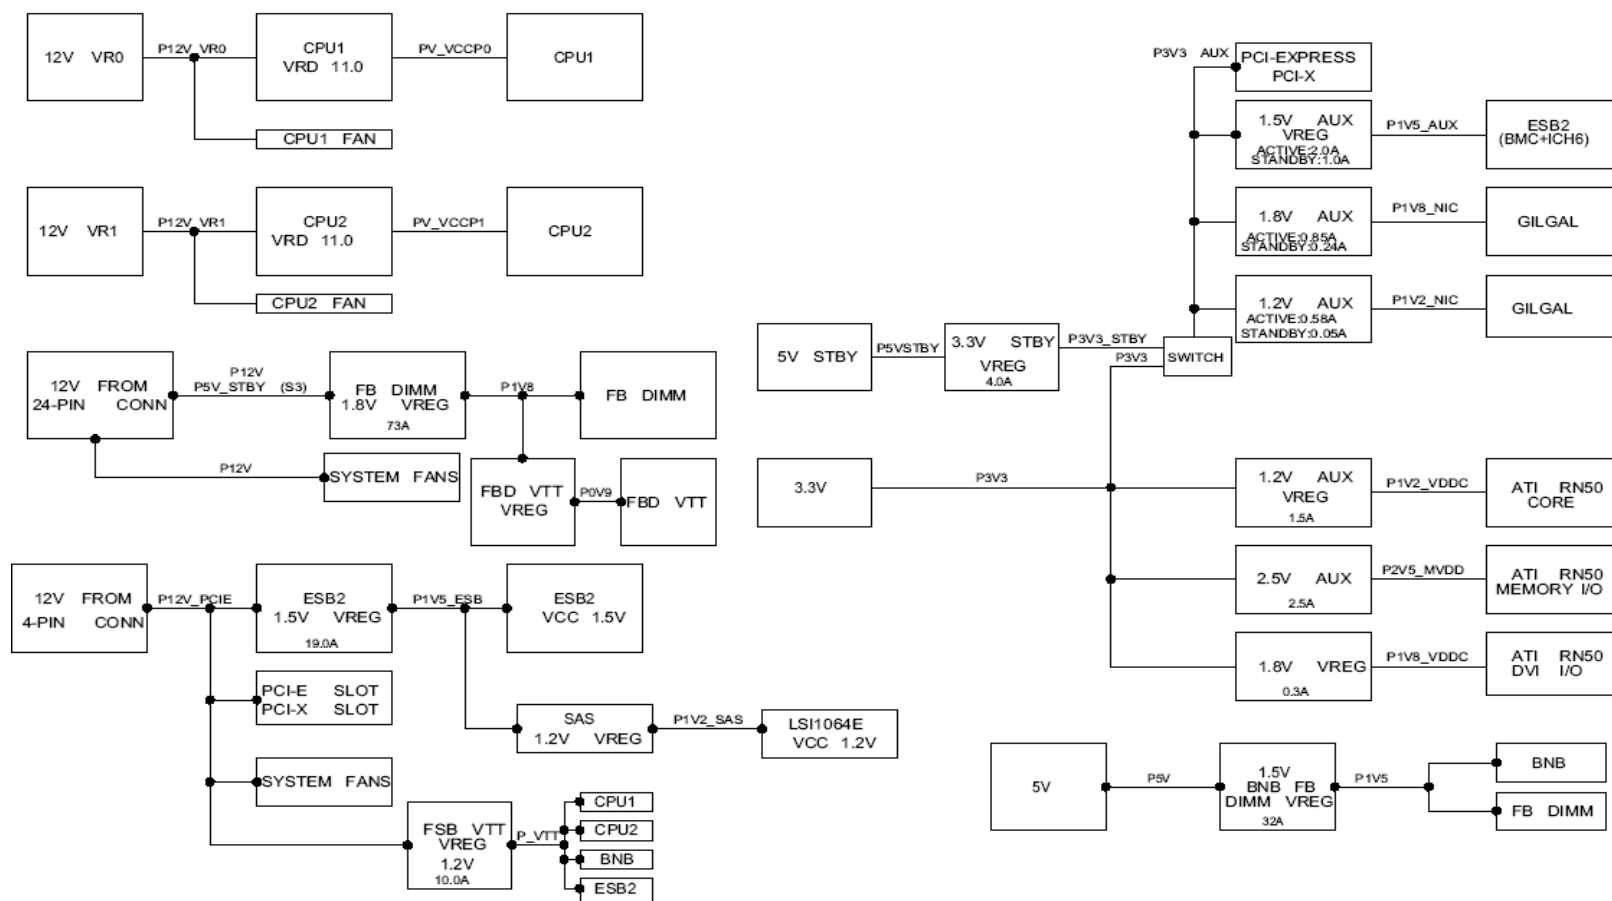 12V VR0
P12V_VR0
CPU1
VRD 11.0
PV_VCCP0
CPU1
CPU1 FAN
12V VR1
P12V_VR1
CPU2
VRD 11.0
PV_VCCP1
CPU2
CPU2 FAN
12V FROM
24-PIN CONN
P12V
P5V_STBY (S3)
FB DIMM
1.8V VREG
73A
P1V8
FB DIMM
P12V
SYSTEM FANS
FBD VTT
VREG
P0V9
FBD VTT
12V FROM
4-PIN CONN
P12V_PCIE
ESB2
1.5V VREG
19.0A
P1V5_ESB
ESB2
VCC 1.5V
PCI-E SLOT
PCI-X SLOT
SAS
1.2V VREG
P1V2_SAS
LSI1064E
VCC 1.2V
SYSTEM FANS
FSB VTT
VREG
1.2V
10.0A
P_VTT
CPU1
CPU2
BNB
ESB2
P3V3 AUX
PCI-EXPRESS
PCI-X
1.5V AUX
VREG
ACTIVE:2.0A
STANDBY:1.0A
P1V5_AUX
ESB2
(BMC+ICH6)
1.8V AUX
ACTIVE:0.85A
STANDBY:0.24A
P1V8_NIC
GILGAL
1.2V AUX
ACTIVE:0.58A
STANDBY:0.05A
P1V2_NIC
GILGAL
5V STBY
P5VSTBY
3.3V STBY
VREG
4.0A
P3V3_STBY
P3V3
SWITCH
3.3V
P3V3
1.2V AUX
VREG
1.5A
P1V2_VDDC
ATI RN50
CORE
2.5V AUX
2.5A
P2V5_MVDD
ATI RN50
MEMORY I/O
1.8V VREG
0.3A
P1V8_VDDC
ATI RN50
DVI I/O
5V
P5V
1.5V
BNB FB
DIMM VREG
32A
P1V5
BNB
FB DIMM